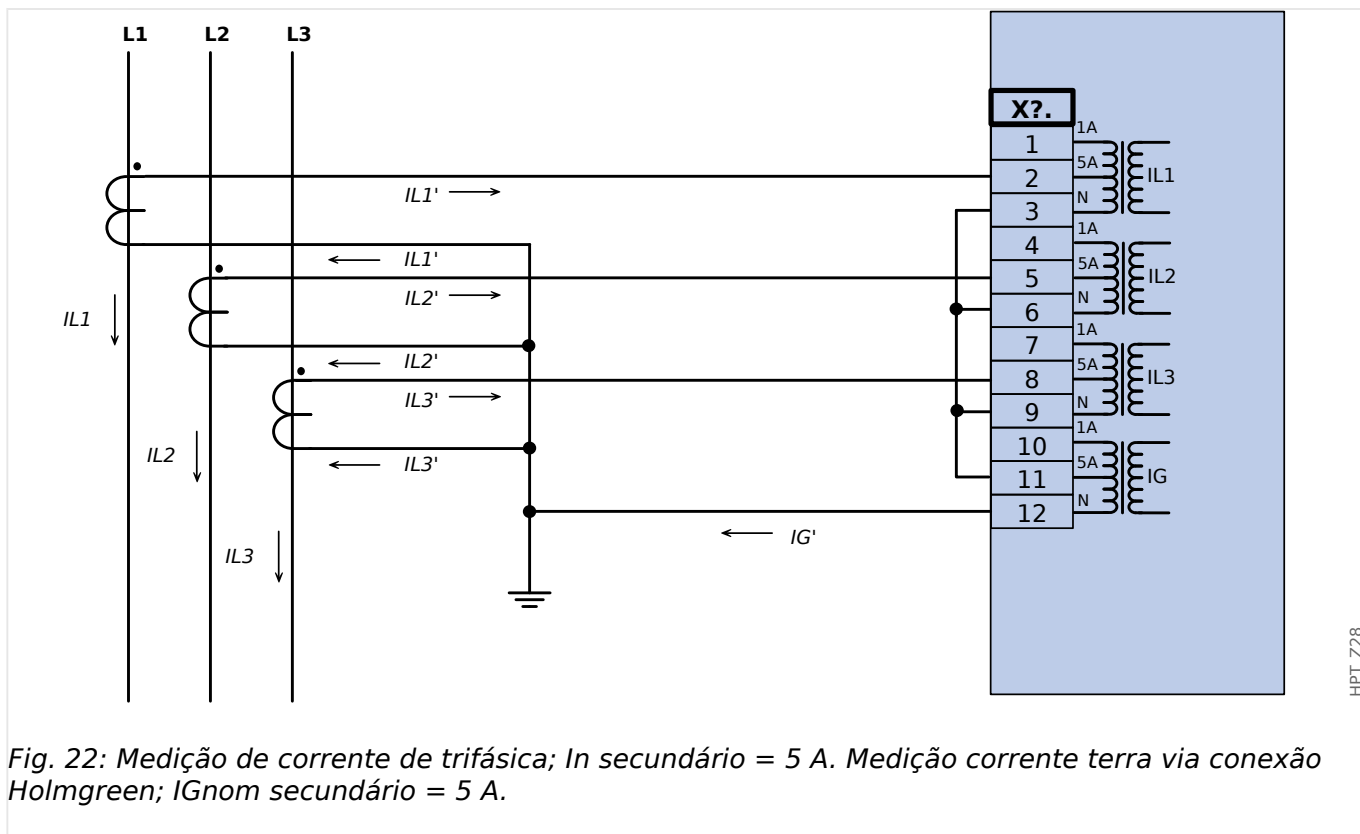 L1 L2 L3
X?.
1
2
3
4
5
6
7
8
9
10
11
12
1A
5A
N
IL1
1A
5A
N
IL2
1A
5A
N
IL3
1A
5A
N
IG
IL1'
IL1'
IL2'
IL2'
IL3'
IL3'
IG'
IL1
IL2
IL3
HPT_Z28
Fig. 22: Medição de corrente de trifásica; In secundário = 5 A. Medição corrente terra via conexão
Holmgreen; IGnom secundário = 5 A.